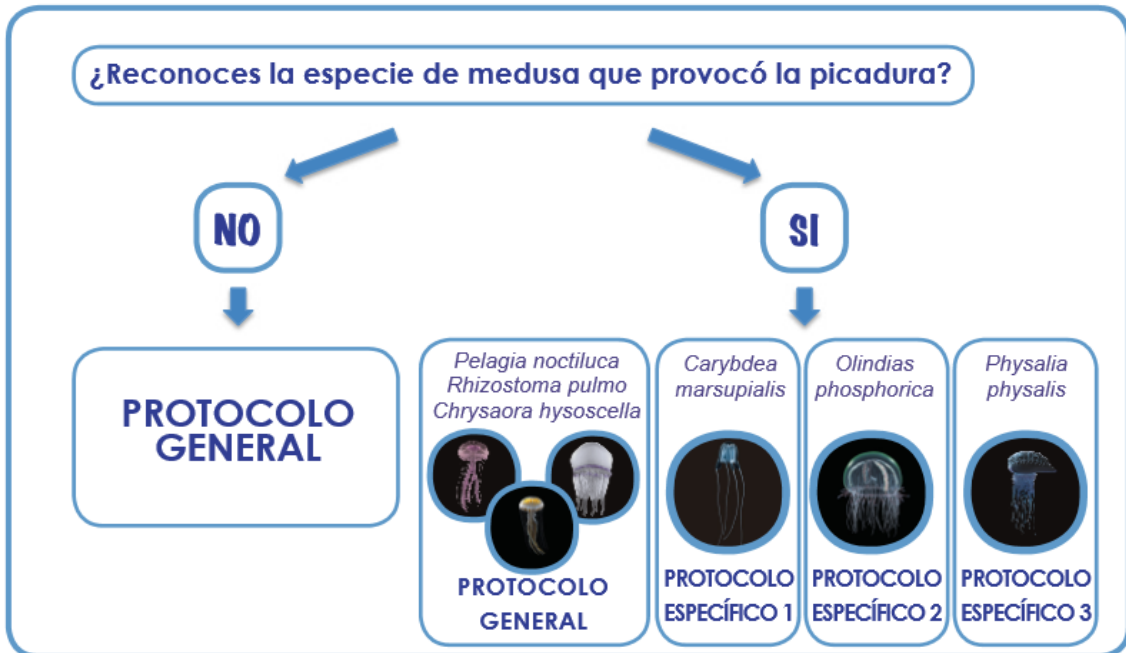 ¿Reconoces la especie de medusa que provocó la picadura?
NO
SI
PROTOCOLO
GENERAL
Pelagia noctiluca
Rhizostoma pulmo
Chrysaora hysoscella
PROTOCOLO
GENERAL
Carybdea
marsupialis
PROTOCOLO
ESPECÍFICO 1
Olindias
phosphorica
PROTOCOLO
ESPECÍFICO 2
Physalia
physalis
PROTOCOLO
ESPECÍFICO 3